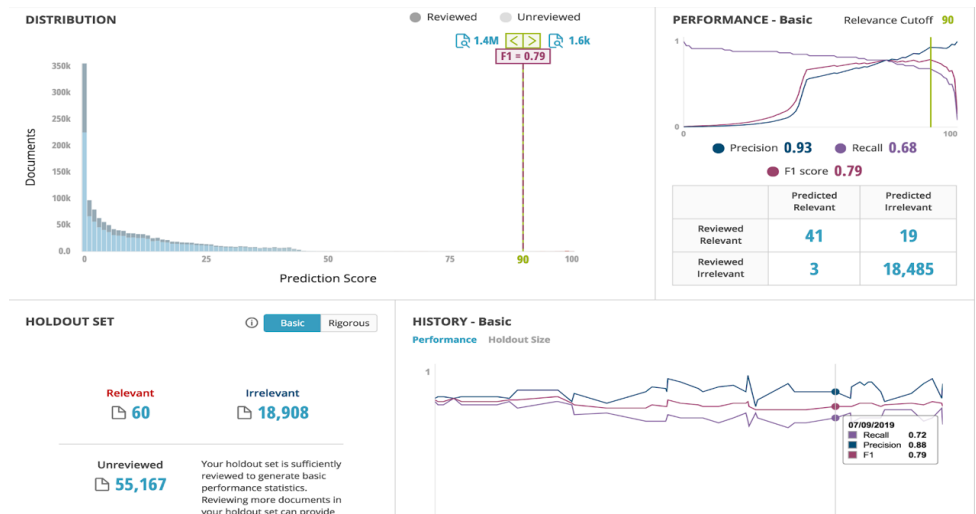 DISTRIBUTION
Reviewed Unreviewed
1.4M < > 1.6k
F1 = 0.79
350k
300k
250k
200k
150k
100k
50k
0.0
Documents
0 25 50 75 90 100
Prediction Score
PERFORMANCE - Basic Relevance Cutoff 90
1
0
0 100
Precision 0.93 Recall 0.68
F1 score 0.79
Predicted Relevant Predicted Irrelevant
Reviewed Relevant 41 19
Reviewed Irrelevant 3 18,485
HOLDOUT SET Basic Rigorous
Relevant Irrelevant
60 18,908
Unreviewed
55,167
Your holdout set is sufficiently
reviewed to generate basic
performance statistics.
Reviewing more documents in
your holdout set can provide
HISTORY - Basic
Performance Holdout Size
1
07/09/2019
Recall 0.72
Precision 0.88
F1 0.79